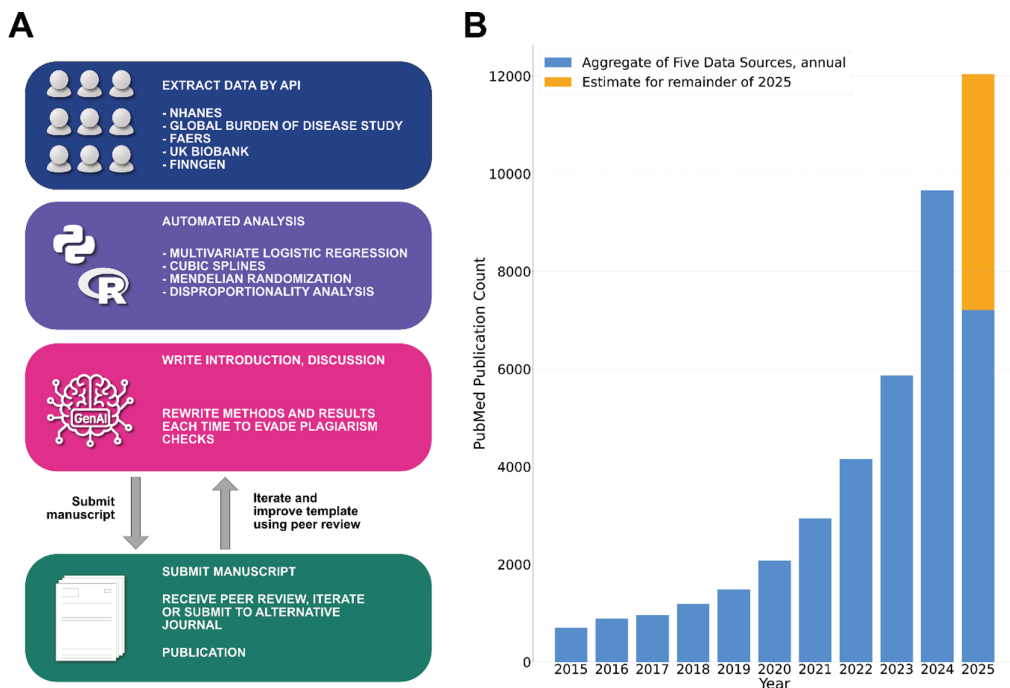 A
EXTRACT DATA BY API
- NHANES
- GLOBAL BURDEN OF DISEASE STUDY
- FAERS
- UK BIOBANK
- FINNGEN
AUTOMATED ANALYSIS
- MULTIVARIATE LOGISTIC REGRESSION
- CUBIC SPLINES
- MENDELIAN RANDOMIZATION
- DISPROPORTIONALITY ANALYSIS
R
WRITE INTRODUCTION, DISCUSSION
GenAI
REWRITE METHODS AND RESULTS
EACH TIME TO EVADE PLAGIARISM
CHECKS
Submit
manuscript
Iterate and
improve template
using peer review
SUBMIT MANUSCRIPT
RECEIVE PEER REVIEW, ITERATE
OR SUBMIT TO ALTERNATIVE
JOURNAL
PUBLICATION
B
Aggregate of Five Data Sources, annual
Estimate for remainder of 2025
PubMed Publication Count
12000
10000
8000
6000
4000
2000
0
2015 2016 2017 2018 2019 2020 2021 2022 2023 2024 2025
Year